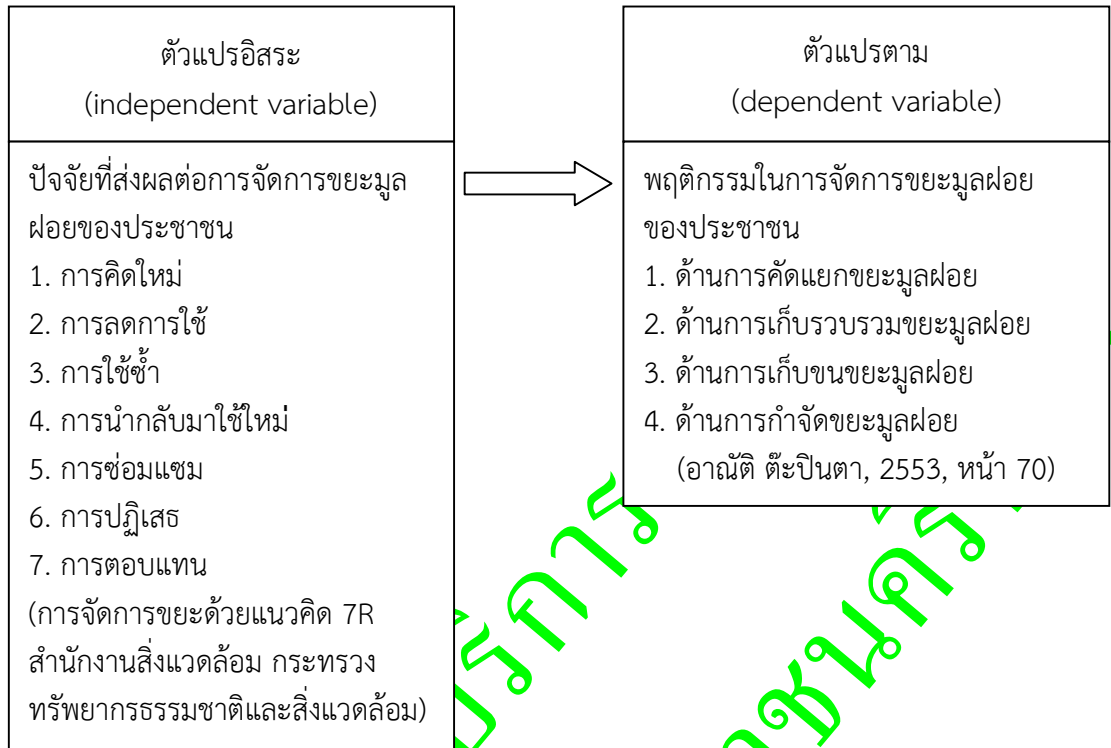 ตัวแปรอิสระ
(independent variable)
ปัจจัยที่ส่งผลต่อการจัดการขยะมูล
ฝอยของประชาชน
1. การคิดใหม่
2. การลดการใช้
3. การใช้ซ้ำ
4. การนำกลับมาใช้ใหม่
5. การซ่อมแซม
6. การปฏิเสธ
7. การตอบแทน
(การจัดการขยะด้วยแนวคิด 7R
สำนักงานสิ่งแวดล้อม กระทรวง
ทรัพยากรธรรมชาติและสิ่งแวดล้อม)
ตัวแปรตาม
(dependent variable)
พฤติกรรมในการจัดการขยะมูลฝอย
ของประชาชน
1. ด้านการคัดแยกขยะมูลฝอย
2. ด้านการเก็บรวบรวมขยะมูลฝอย
3. ด้านการเก็บขนขยะมูลฝอย
4. ด้านการกำจัดขยะมูลฝอย
(อาณัติ ต๊ะปินตา, 2553, หน้า 70)